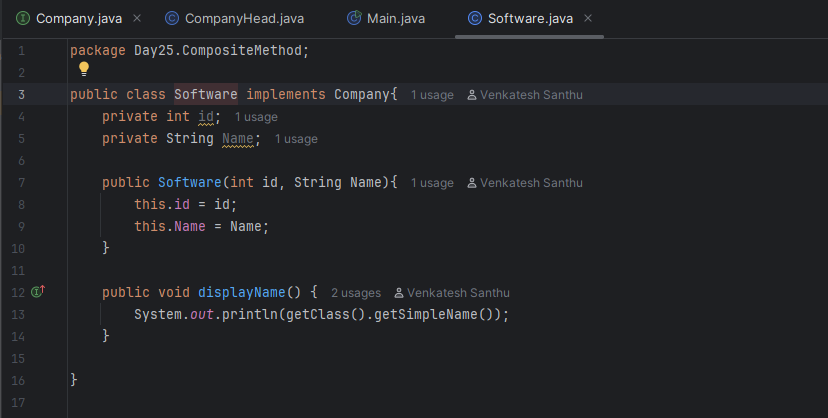 Company.java × CompanyHead.java Main.java Software.java ×
1 package Day25.CompositeMethod;
2
3 public class Software implements Company{ 1 usage Venkatesh Santhu
4 private int id; 1 usage
5 private String Name; 1 usage
6
7 public Software(int id, String Name){ 1 usage Venkatesh Santhu
8 this.id = id;
9 this.Name = Name;
10 }
11
12 public void displayName() { 2 usages Venkatesh Santhu
13 System.out.println(getClass().getSimpleName());
14 }
15
16 }
17